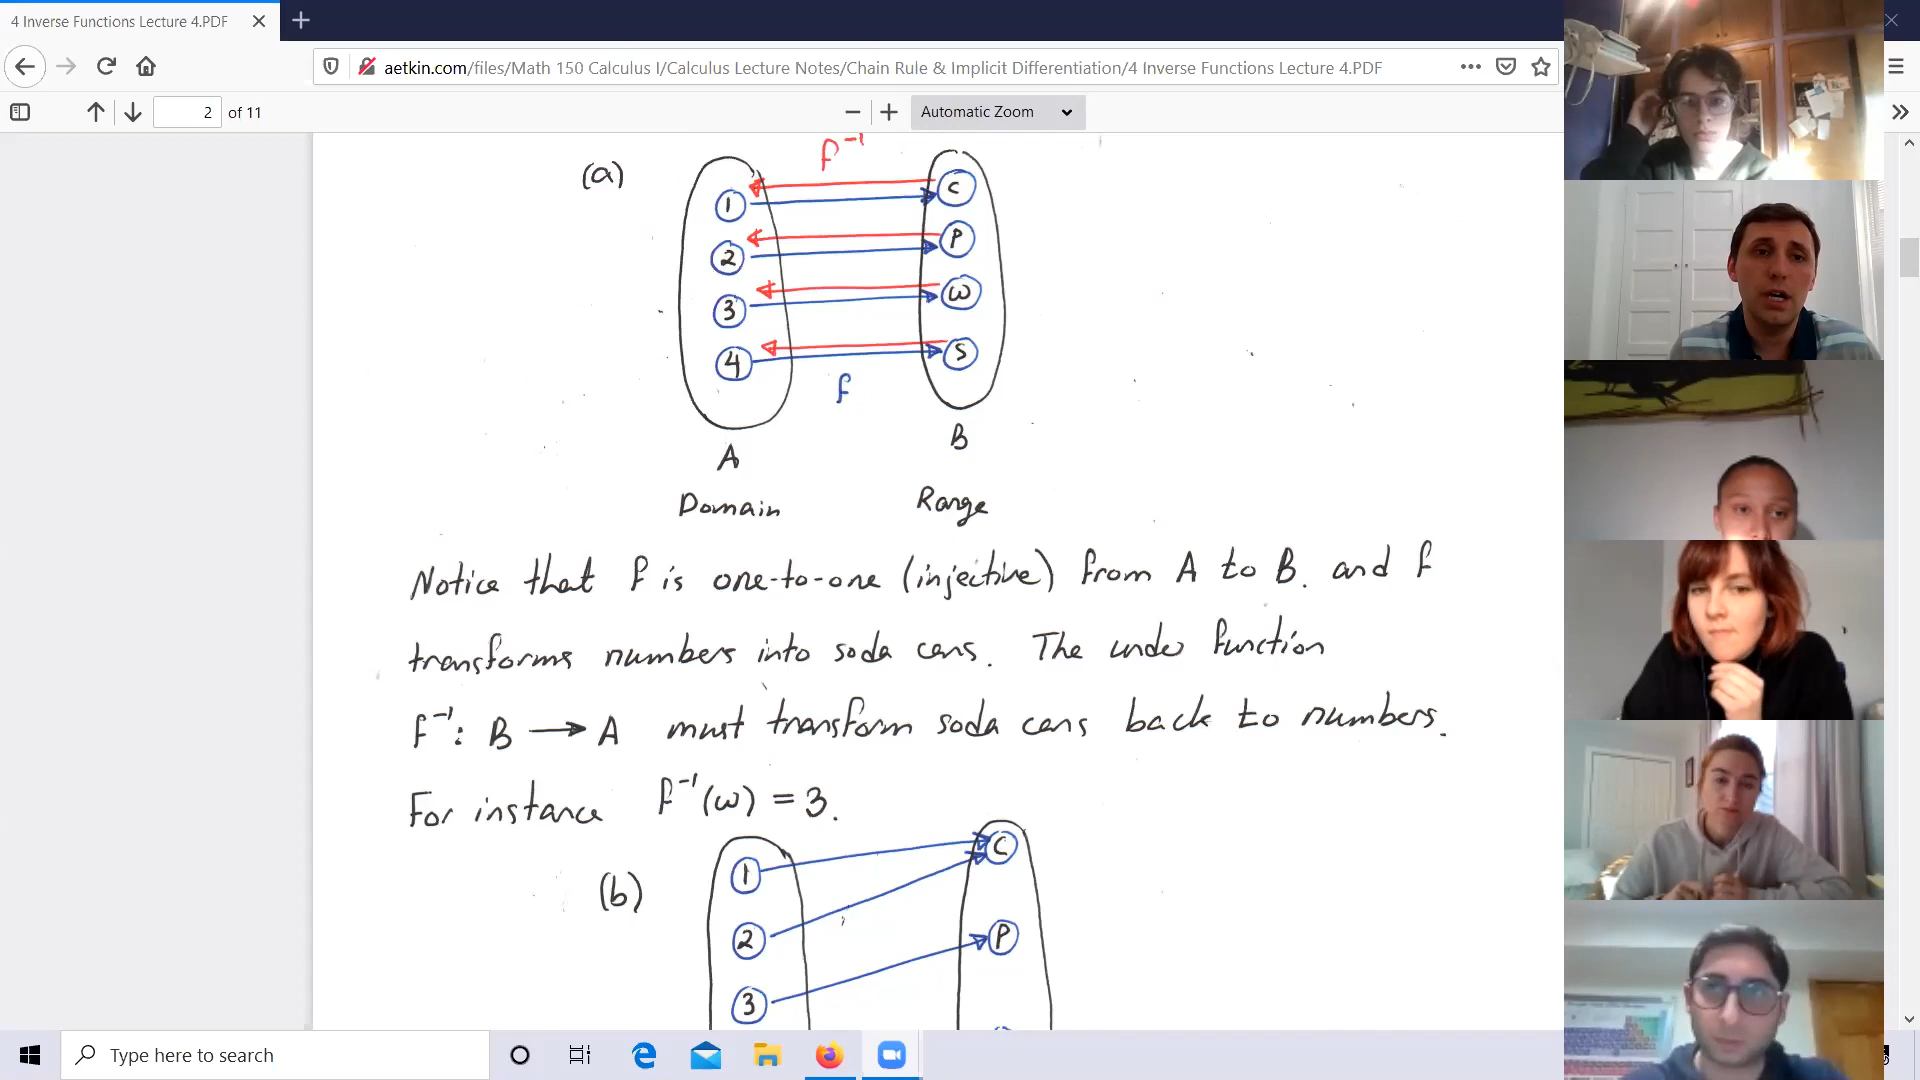 4 Inverse Functions Lecture 4.PDF
aetkin.com/files/Math 150 Calculus I/Calculus Lecture Notes/Chain Rule & Implicit Differentiation/4 Inverse Functions Lecture 4.PDF
2 of 11
Automatic Zoom
f⁻¹
(a)
1 C
2 P
3 W
4 S
f
A B
Domain Range
Notice that f is one-to-one (injective) from A to B. and f
transforms numbers into soda cans. The undo function
f⁻¹: B → A must transform soda cans back to numbers.
For instance f⁻¹(w) = 3.
(b)
1 C
2 P
3
Type here to search